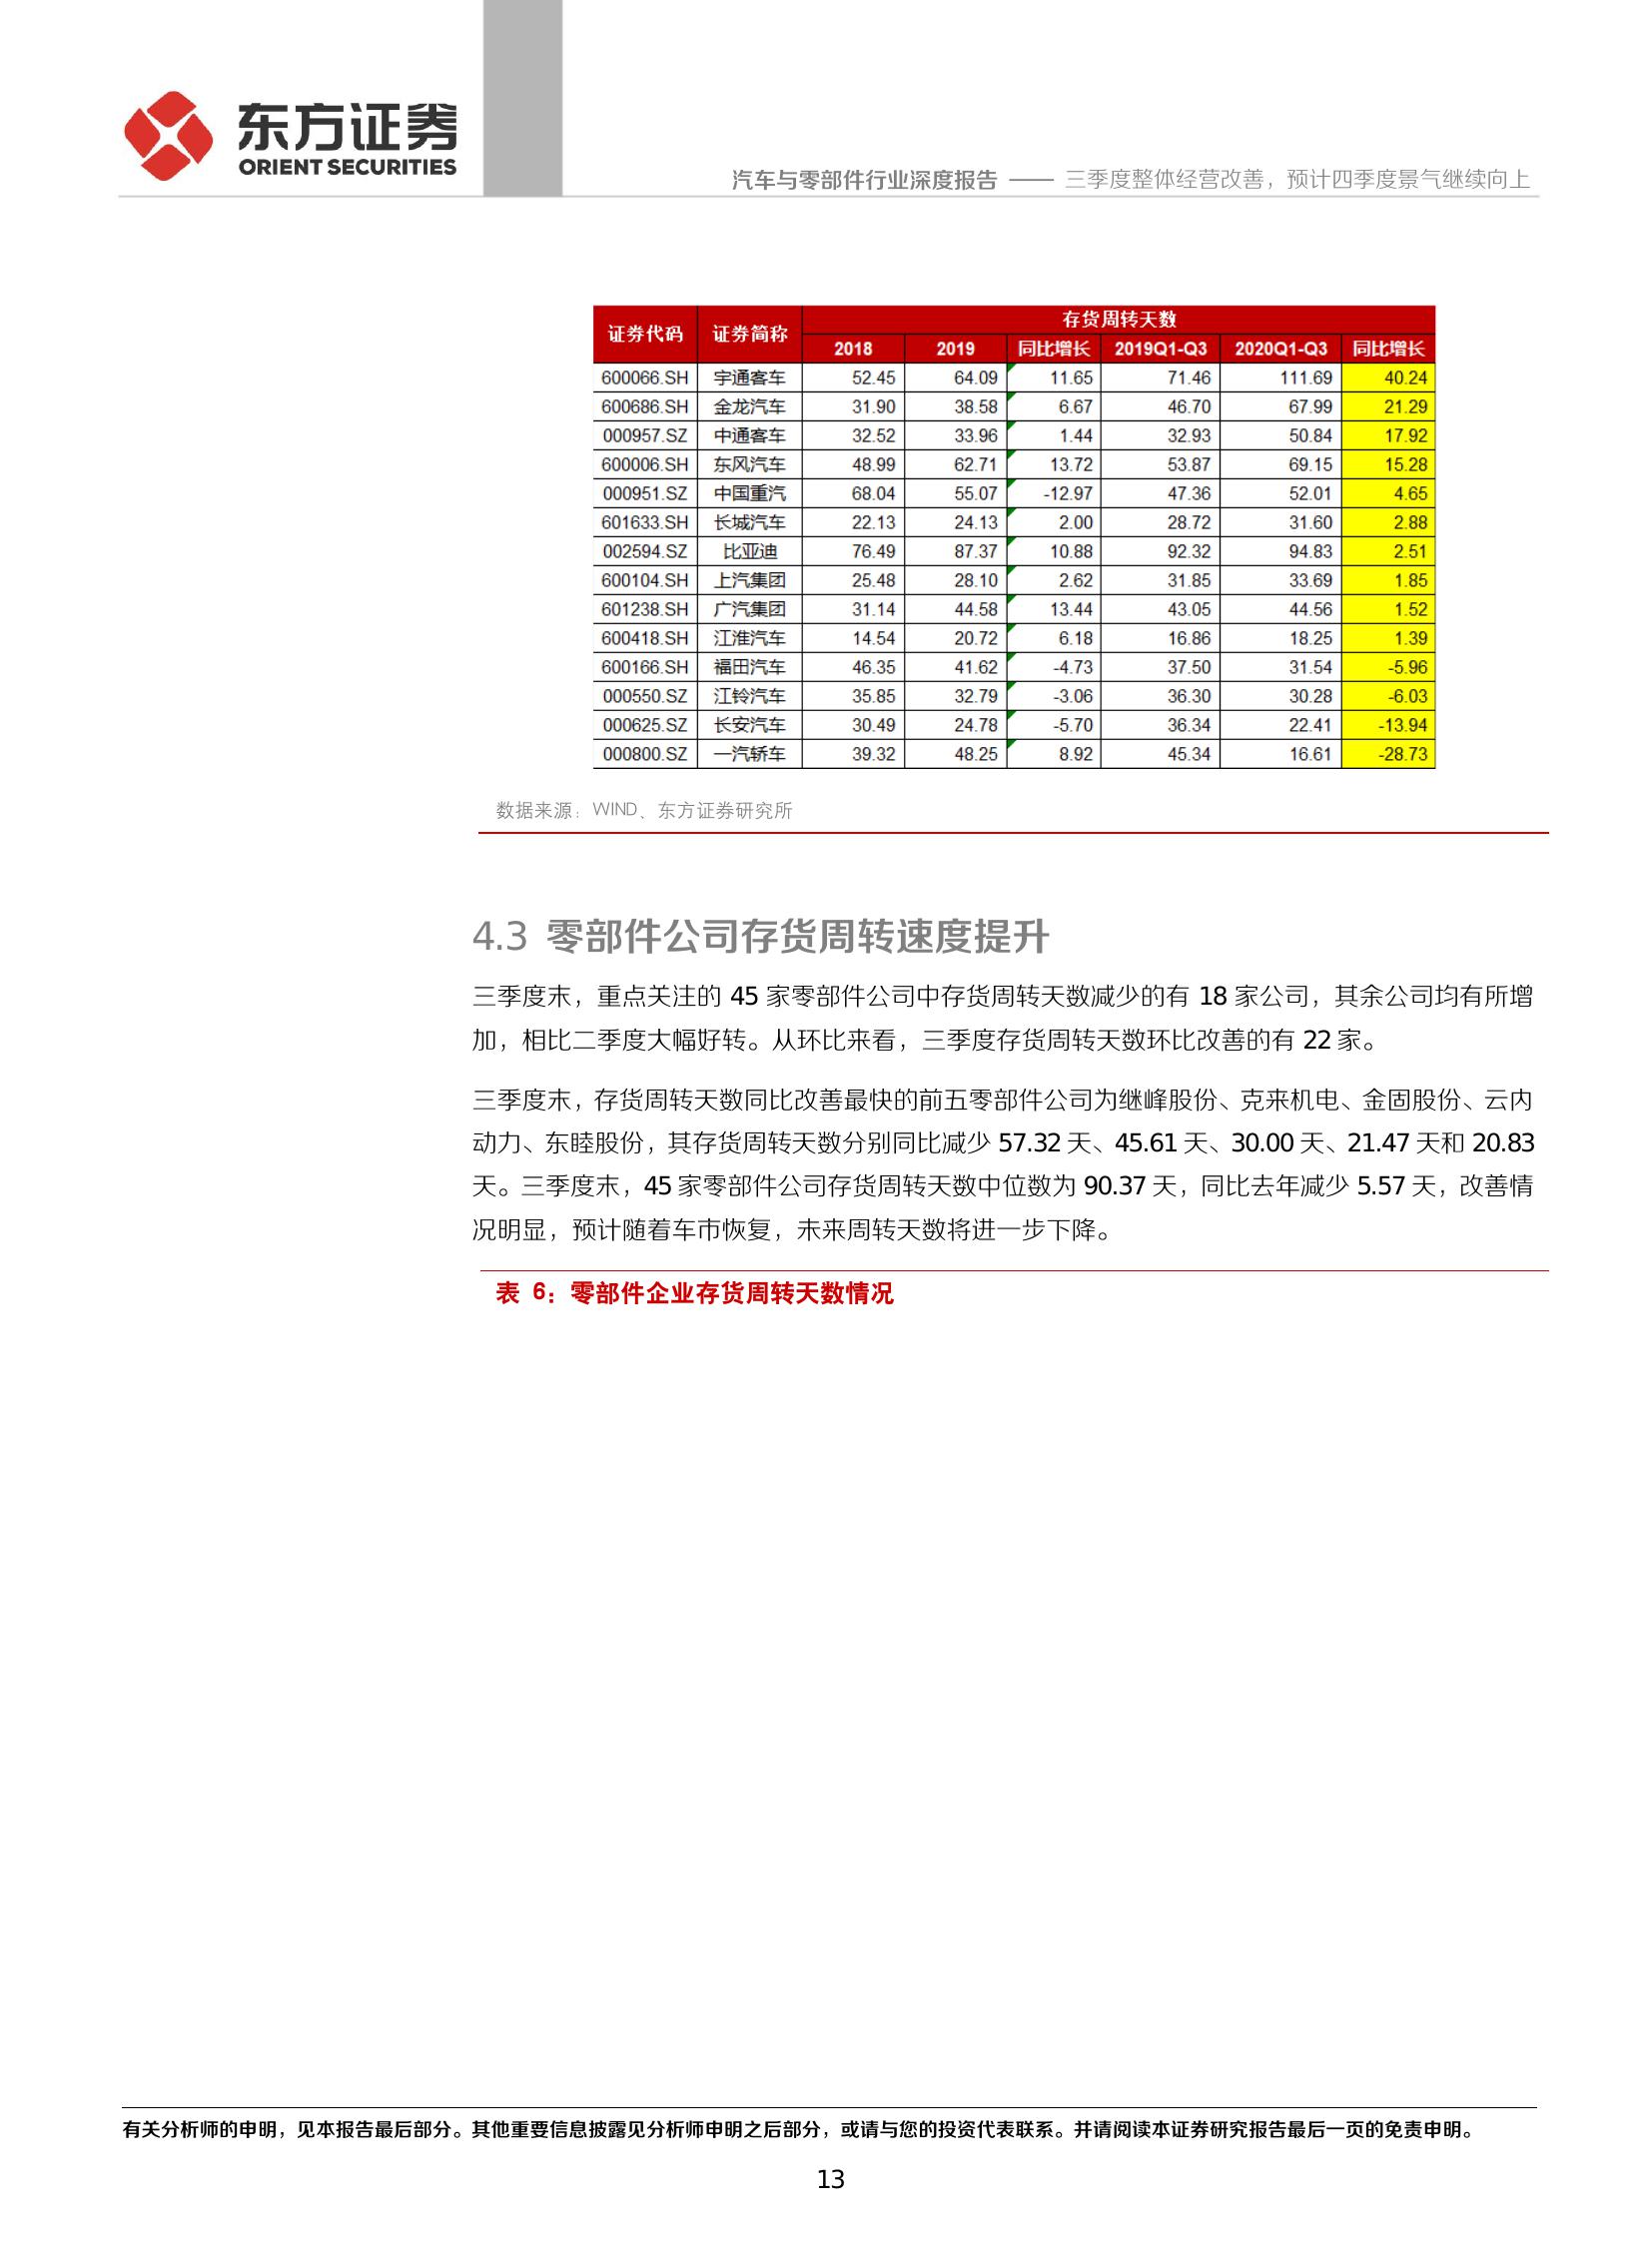 东方证券
ORIENT SECURITIES
汽车与零部件行业深度报告 —— 三季度整体经营改善，预计四季度景气继续向上
证券代码 证券简称 存货周转天数
2018 2019 同比增长 2019Q1-Q3 2020Q1-Q3 同比增长
600066.SH 宇通客车 52.45 64.09 11.65 71.46 111.69 40.24
600686.SH 金龙汽车 31.90 38.58 6.67 46.70 67.99 21.29
000957.SZ 中通客车 32.52 33.96 1.44 32.93 50.84 17.92
600006.SH 东风汽车 48.99 62.71 13.72 53.87 69.15 15.28
000951.SZ 中国重汽 68.04 55.07 -12.97 47.36 52.01 4.65
601633.SH 长城汽车 22.13 24.13 2.00 28.72 31.60 2.88
002594.SZ 比亚迪 76.49 87.37 10.88 92.32 94.83 2.51
600104.SH 上汽集团 25.48 28.10 2.62 31.85 33.69 1.85
601238.SH 广汽集团 31.14 44.58 13.44 43.05 44.56 1.52
600418.SH 江淮汽车 14.54 20.72 6.18 16.86 18.25 1.39
600166.SH 福田汽车 46.35 41.62 -4.73 37.50 31.54 -5.96
000550.SZ 江铃汽车 35.85 32.79 -3.06 36.30 30.28 -6.03
000625.SZ 长安汽车 30.49 24.78 -5.70 36.34 22.41 -13.94
000800.SZ 一汽轿车 39.32 48.25 8.92 45.34 16.61 -28.73
数据来源：WIND、东方证券研究所
4.3 零部件公司存货周转速度提升
三季度末，重点关注的 45 家零部件公司中存货周转天数减少的有 18 家公司，其余公司均有所增
加，相比二季度大幅好转。从环比来看，三季度存货周转天数环比改善的有 22 家。
三季度末，存货周转天数同比改善最快的前五零部件公司为继峰股份、克来机电、金固股份、云内
动力、东睦股份，其存货周转天数分别同比减少 57.32 天、45.61 天、30.00 天、21.47 天和 20.83
天。三季度末，45 家零部件公司存货周转天数中位数为 90.37 天，同比去年减少 5.57 天，改善情
况明显，预计随着车市恢复，未来周转天数将进一步下降。
表 6：零部件企业存货周转天数情况
有关分析师的申明，见本报告最后部分。其他重要信息披露见分析师申明之后部分，或请与您的投资代表联系。并请阅读本证券研究报告最后一页的免责申明。
13